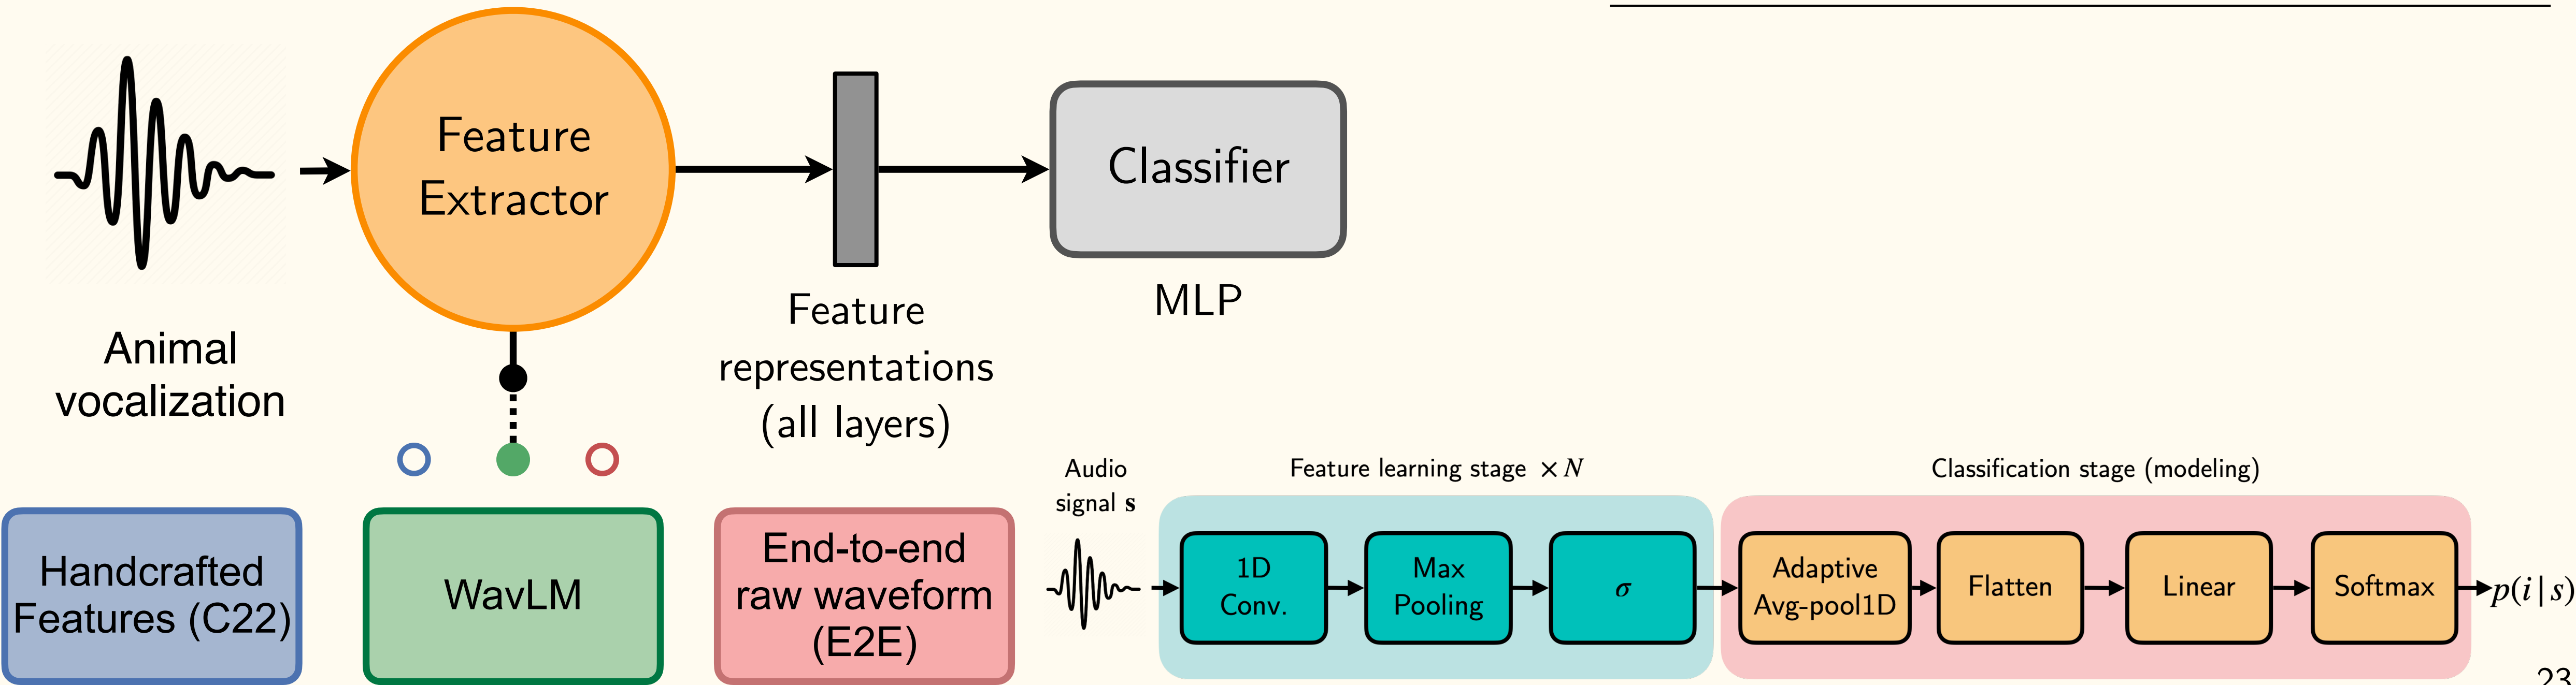 Feature
Extractor
Classifier
MLP
Feature
representations
(all layers)
Animal
vocalization
Handcrafted
Features (C22)
WavLM
End-to-end
raw waveform
(E2E)
Audio
signal s
Feature learning stage × N
1D
Conv.
Max
Pooling
σ
Classification stage (modeling)
Adaptive
Avg-pool1D
Flatten
Linear
Softmax
p(i | s)
23